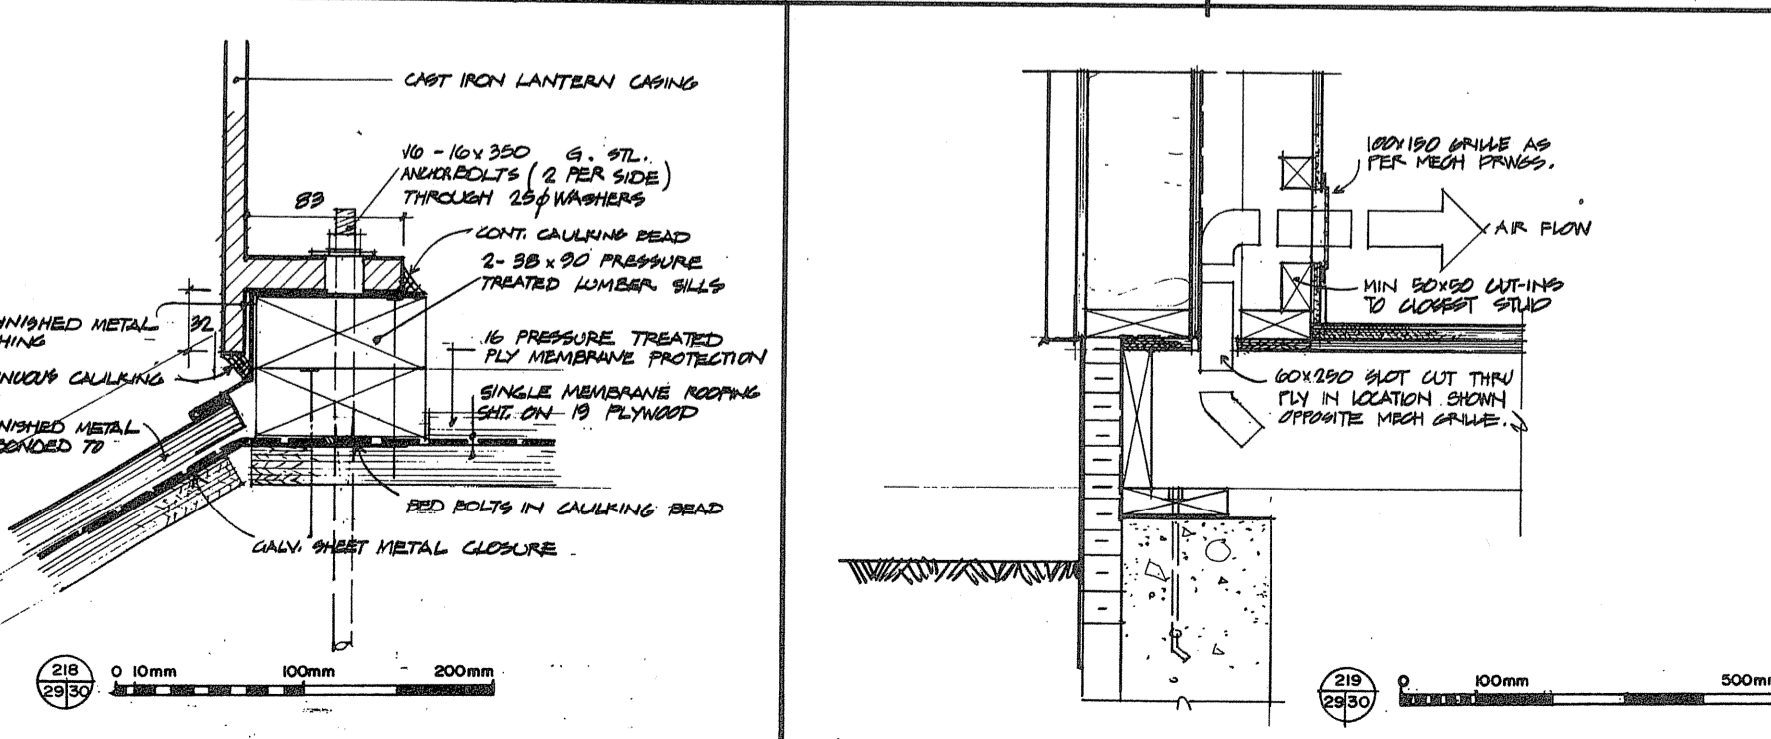 CAST IRON LANTERN CASING
16 - 16 x 350 G. STL.
ANCHOR BOLTS (2 PER SIDE)
THROUGH 25φ WASHERS
83
CONT. CAULKING BEAD
2- 38 x 90 PRESSURE
TREATED LUMBER SILLS
NISHED METAL
HING
32
16 PRESSURE TREATED
PLY MEMBRANE PROTECTION
NUOUS CAULKING
SINGLE MEMBRANE ROOFING
SHT. ON 19 PLYWOOD
NISHED METAL
BONDED TO
BED BOLTS IN CAULKING BEAD
GALV. SHEET METAL CLOSURE
218
29 30
0 10mm 100mm 200mm
100x150 GRILLE AS
PER MECH DRWGS.
AIR FLOW
MIN 50x50 CUT-INS
TO CLOSEST STUD
60x250 SLOT CUT THRU
PLY IN LOCATION SHOWN
OPPOSITE MECH GRILLE.
219
29 30
0 100mm 500mm